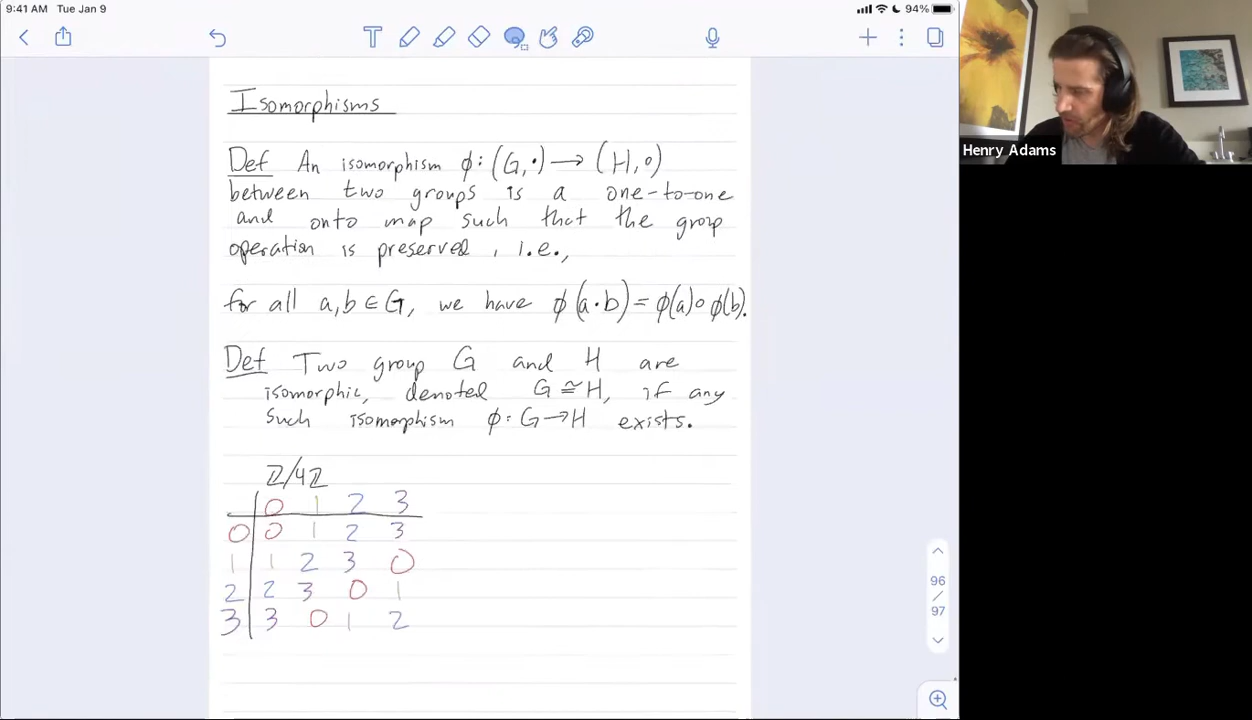 9:41 AM Tue Jan 9
94%
Isomorphisms
Def An isomorphism ϕ: (G,·) → (H,∘)
between two groups is a one-to-one
and onto map such that the group
operation is preserved, i.e.,
for all a,b ∈ G, we have ϕ(a·b) = ϕ(a)∘ϕ(b).
Def Two group G and H are
isomorphic, denoted G ≅ H, if any
such isomorphism ϕ: G → H exists.
ℤ/4ℤ
0 1 2 3
0 0 1 2 3
1 1 2 3 0
2 2 3 0 1
3 3 0 1 2
96
/
97
Henry Adams